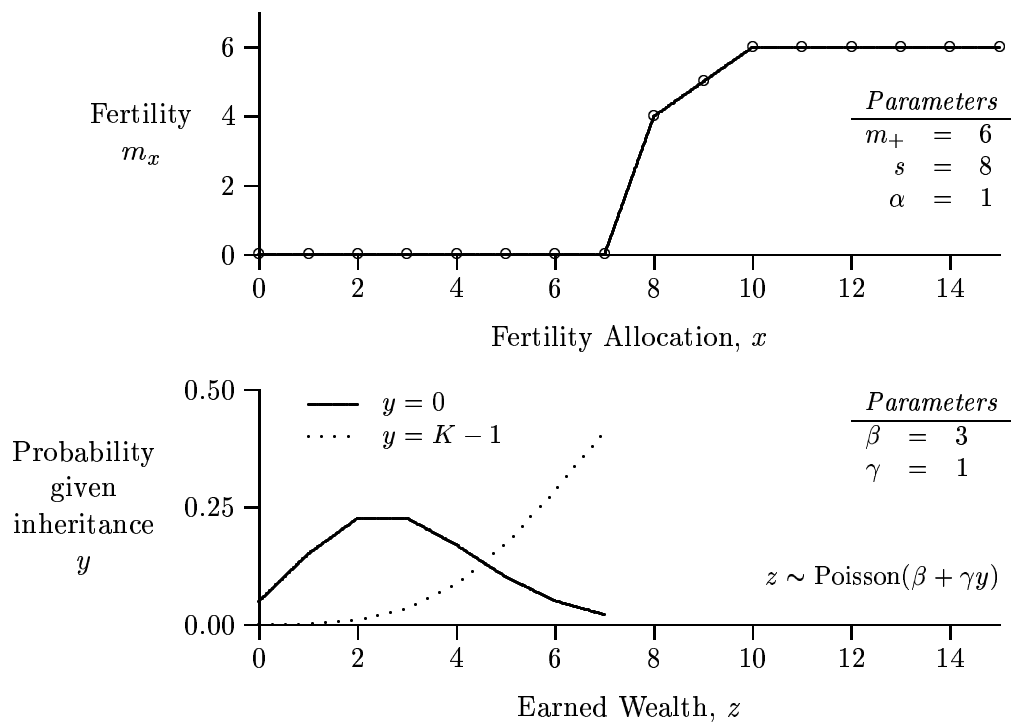 6
4
2
0
Fertility
mₓ
Parameters
m₊ = 6
s = 8
α = 1
0 2 4 6 8 10 12 14
Fertility Allocation, x
0.50
0.25
0.00
Probability
given
inheritance
y
y = 0
y = K − 1
Parameters
β = 3
γ = 1
z ∼ Poisson(β + γy)
0 2 4 6 8 10 12 14
Earned Wealth, z